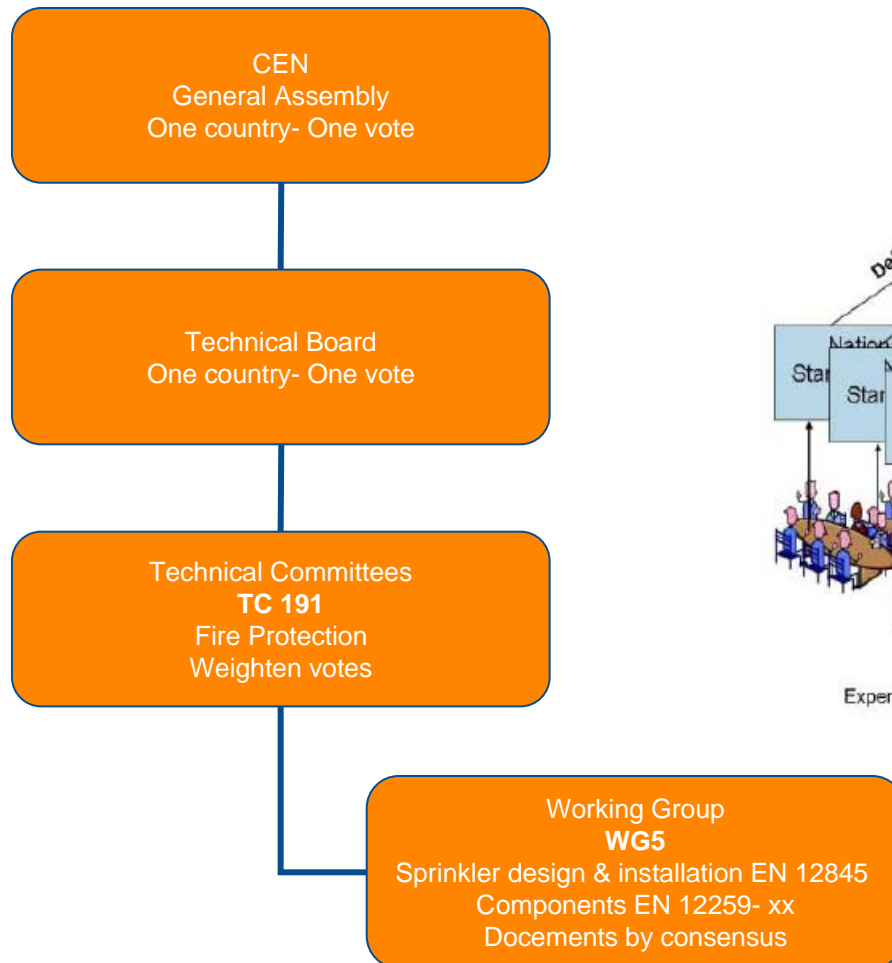 CEN
General Assembly
One country- One vote
Technical Board
One country- One vote
Technical Committees
TC 191
Fire Protection
Weighten votes
Working Group
WG5
Sprinkler design & installation EN 12845
Components EN 12259- xx
Docements by consensus